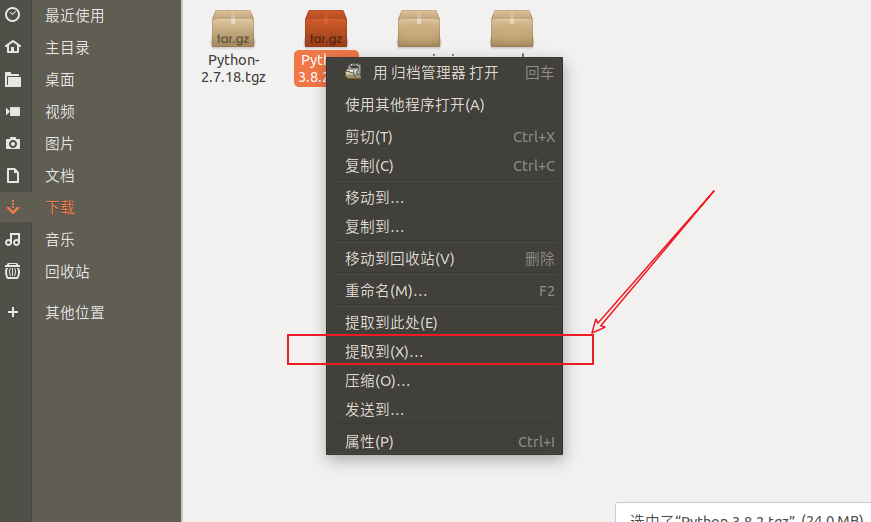 最近使用
主目录
桌面
视频
图片
文档
下载
音乐
回收站
其他位置
tar.gz
tar.gz
Python-
2.7.18.tgz
用 归档管理器 打开 回车
使用其他程序打开(A)
剪切(T) Ctrl+X
复制(C) Ctrl+C
移动到…
复制到…
移动到回收站(V) 删除
重命名(M)… F2
提取到此处(E)
提取到(X)…
压缩(O)…
发送到…
属性(P) Ctrl+I
选中了“Python-3.8.2.tgz” (24.0 MB)